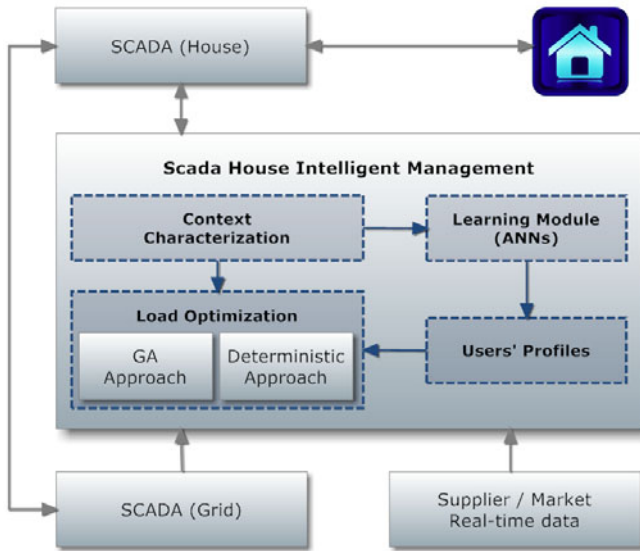 SCADA (House)
Scada House Intelligent Management
Context
Characterization
Learning Module
(ANNs)
Load Optimization
GA
Approach
Deterministic
Approach
Users' Profiles
SCADA (Grid)
Supplier / Market
Real-time data